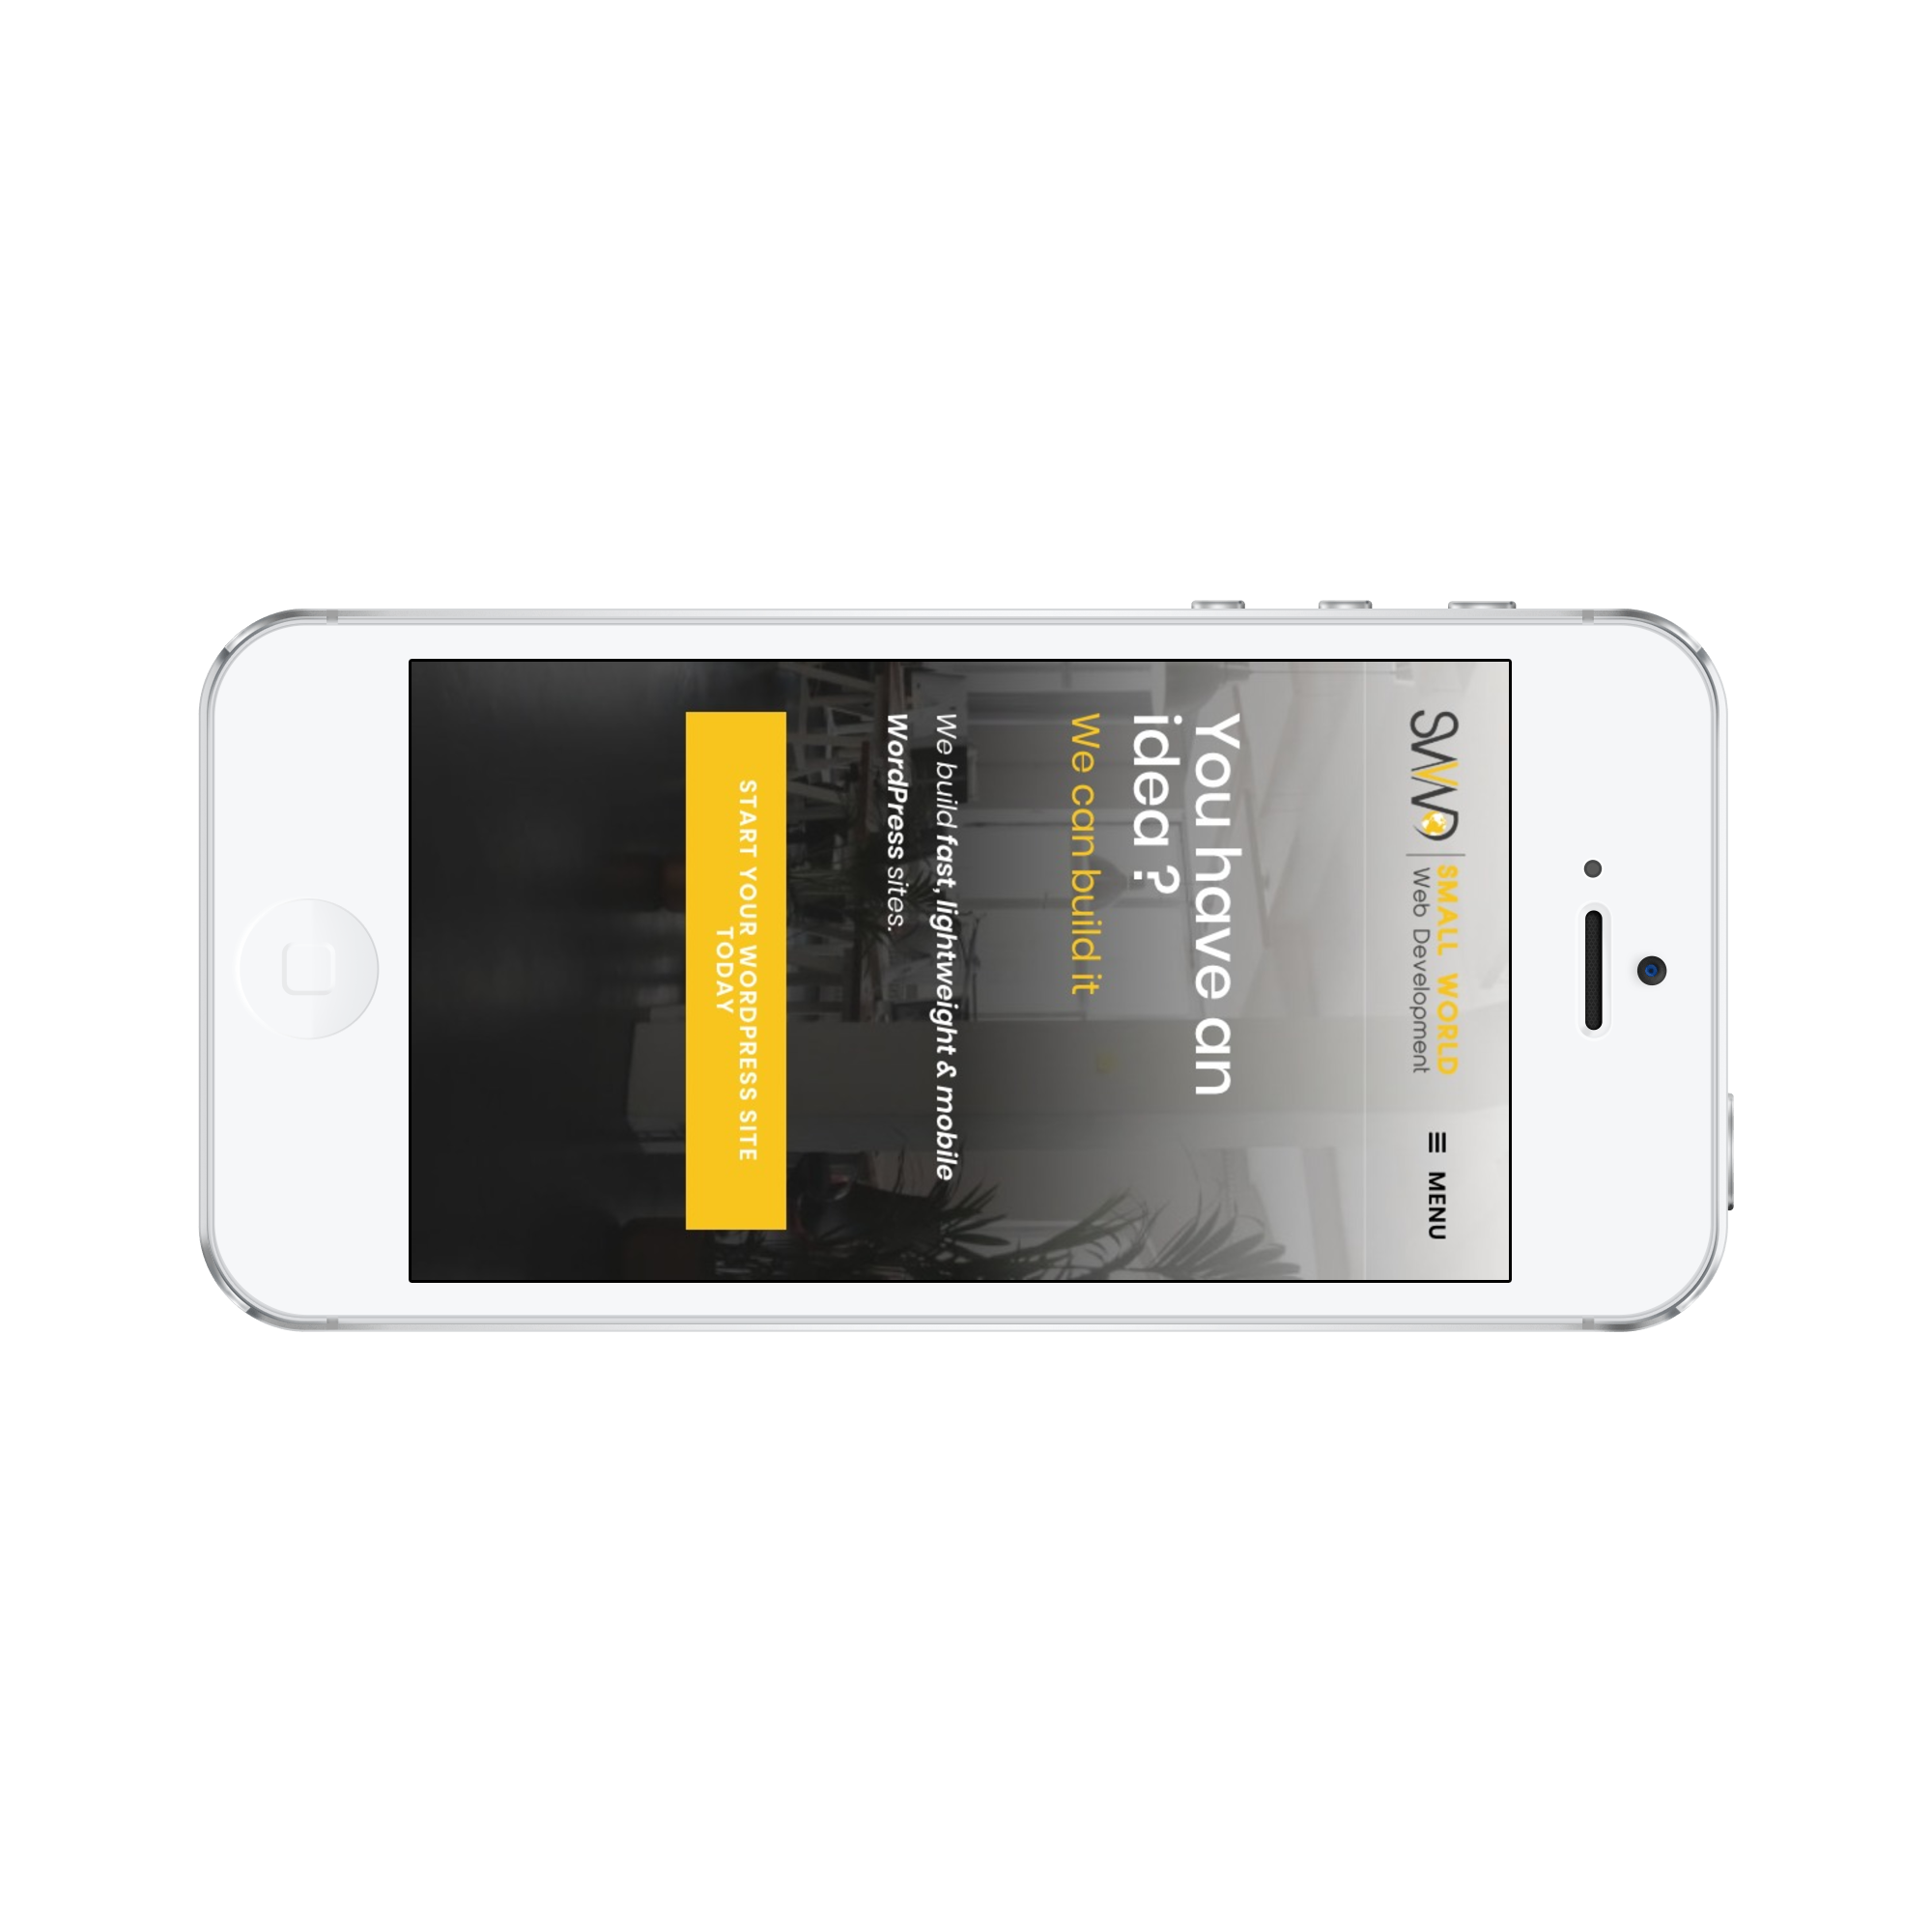 SWWD
SMALL WORLD
Web Development
MENU
You have an
idea ?
We can build it
We build fast, lightweight & mobile
WordPress sites.
START YOUR WORDPRESS SITE
TODAY